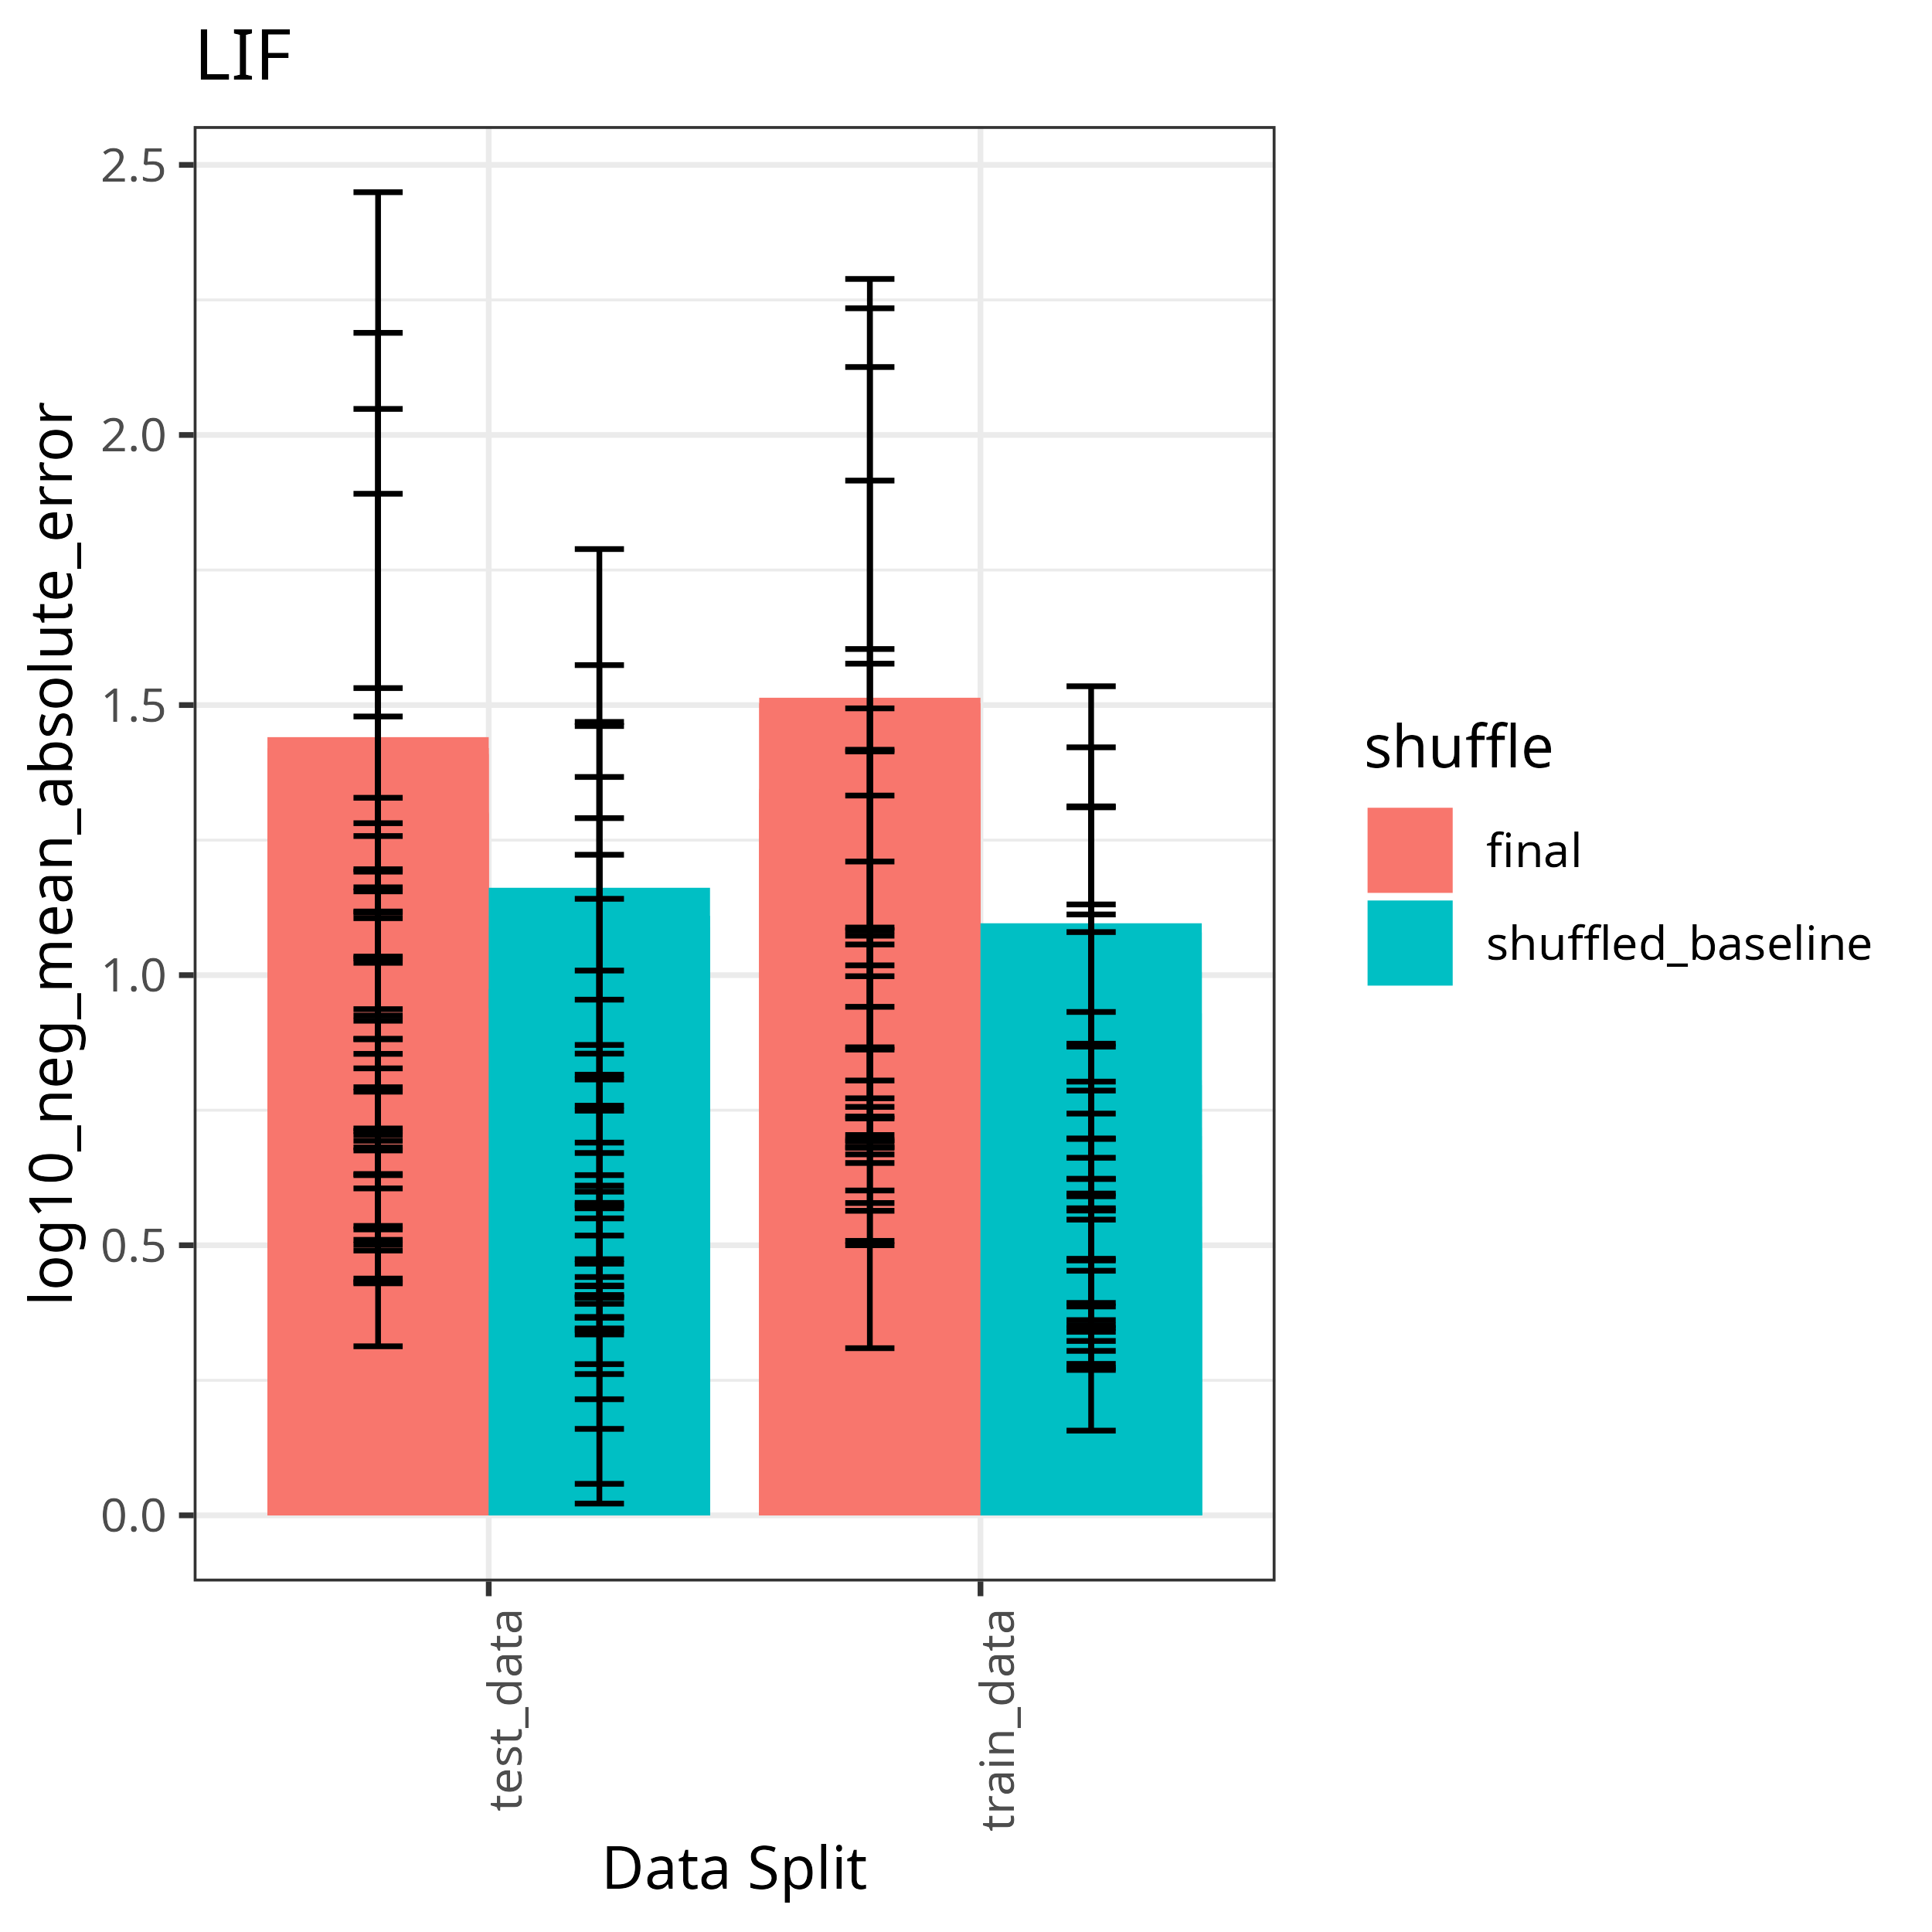 LIF
2.5
2.0
1.5
1.0
0.5
0.0
log10_neg_mean_absolute_error
test_data
train_data
Data Split
shuffle
final
shuffled_baseline